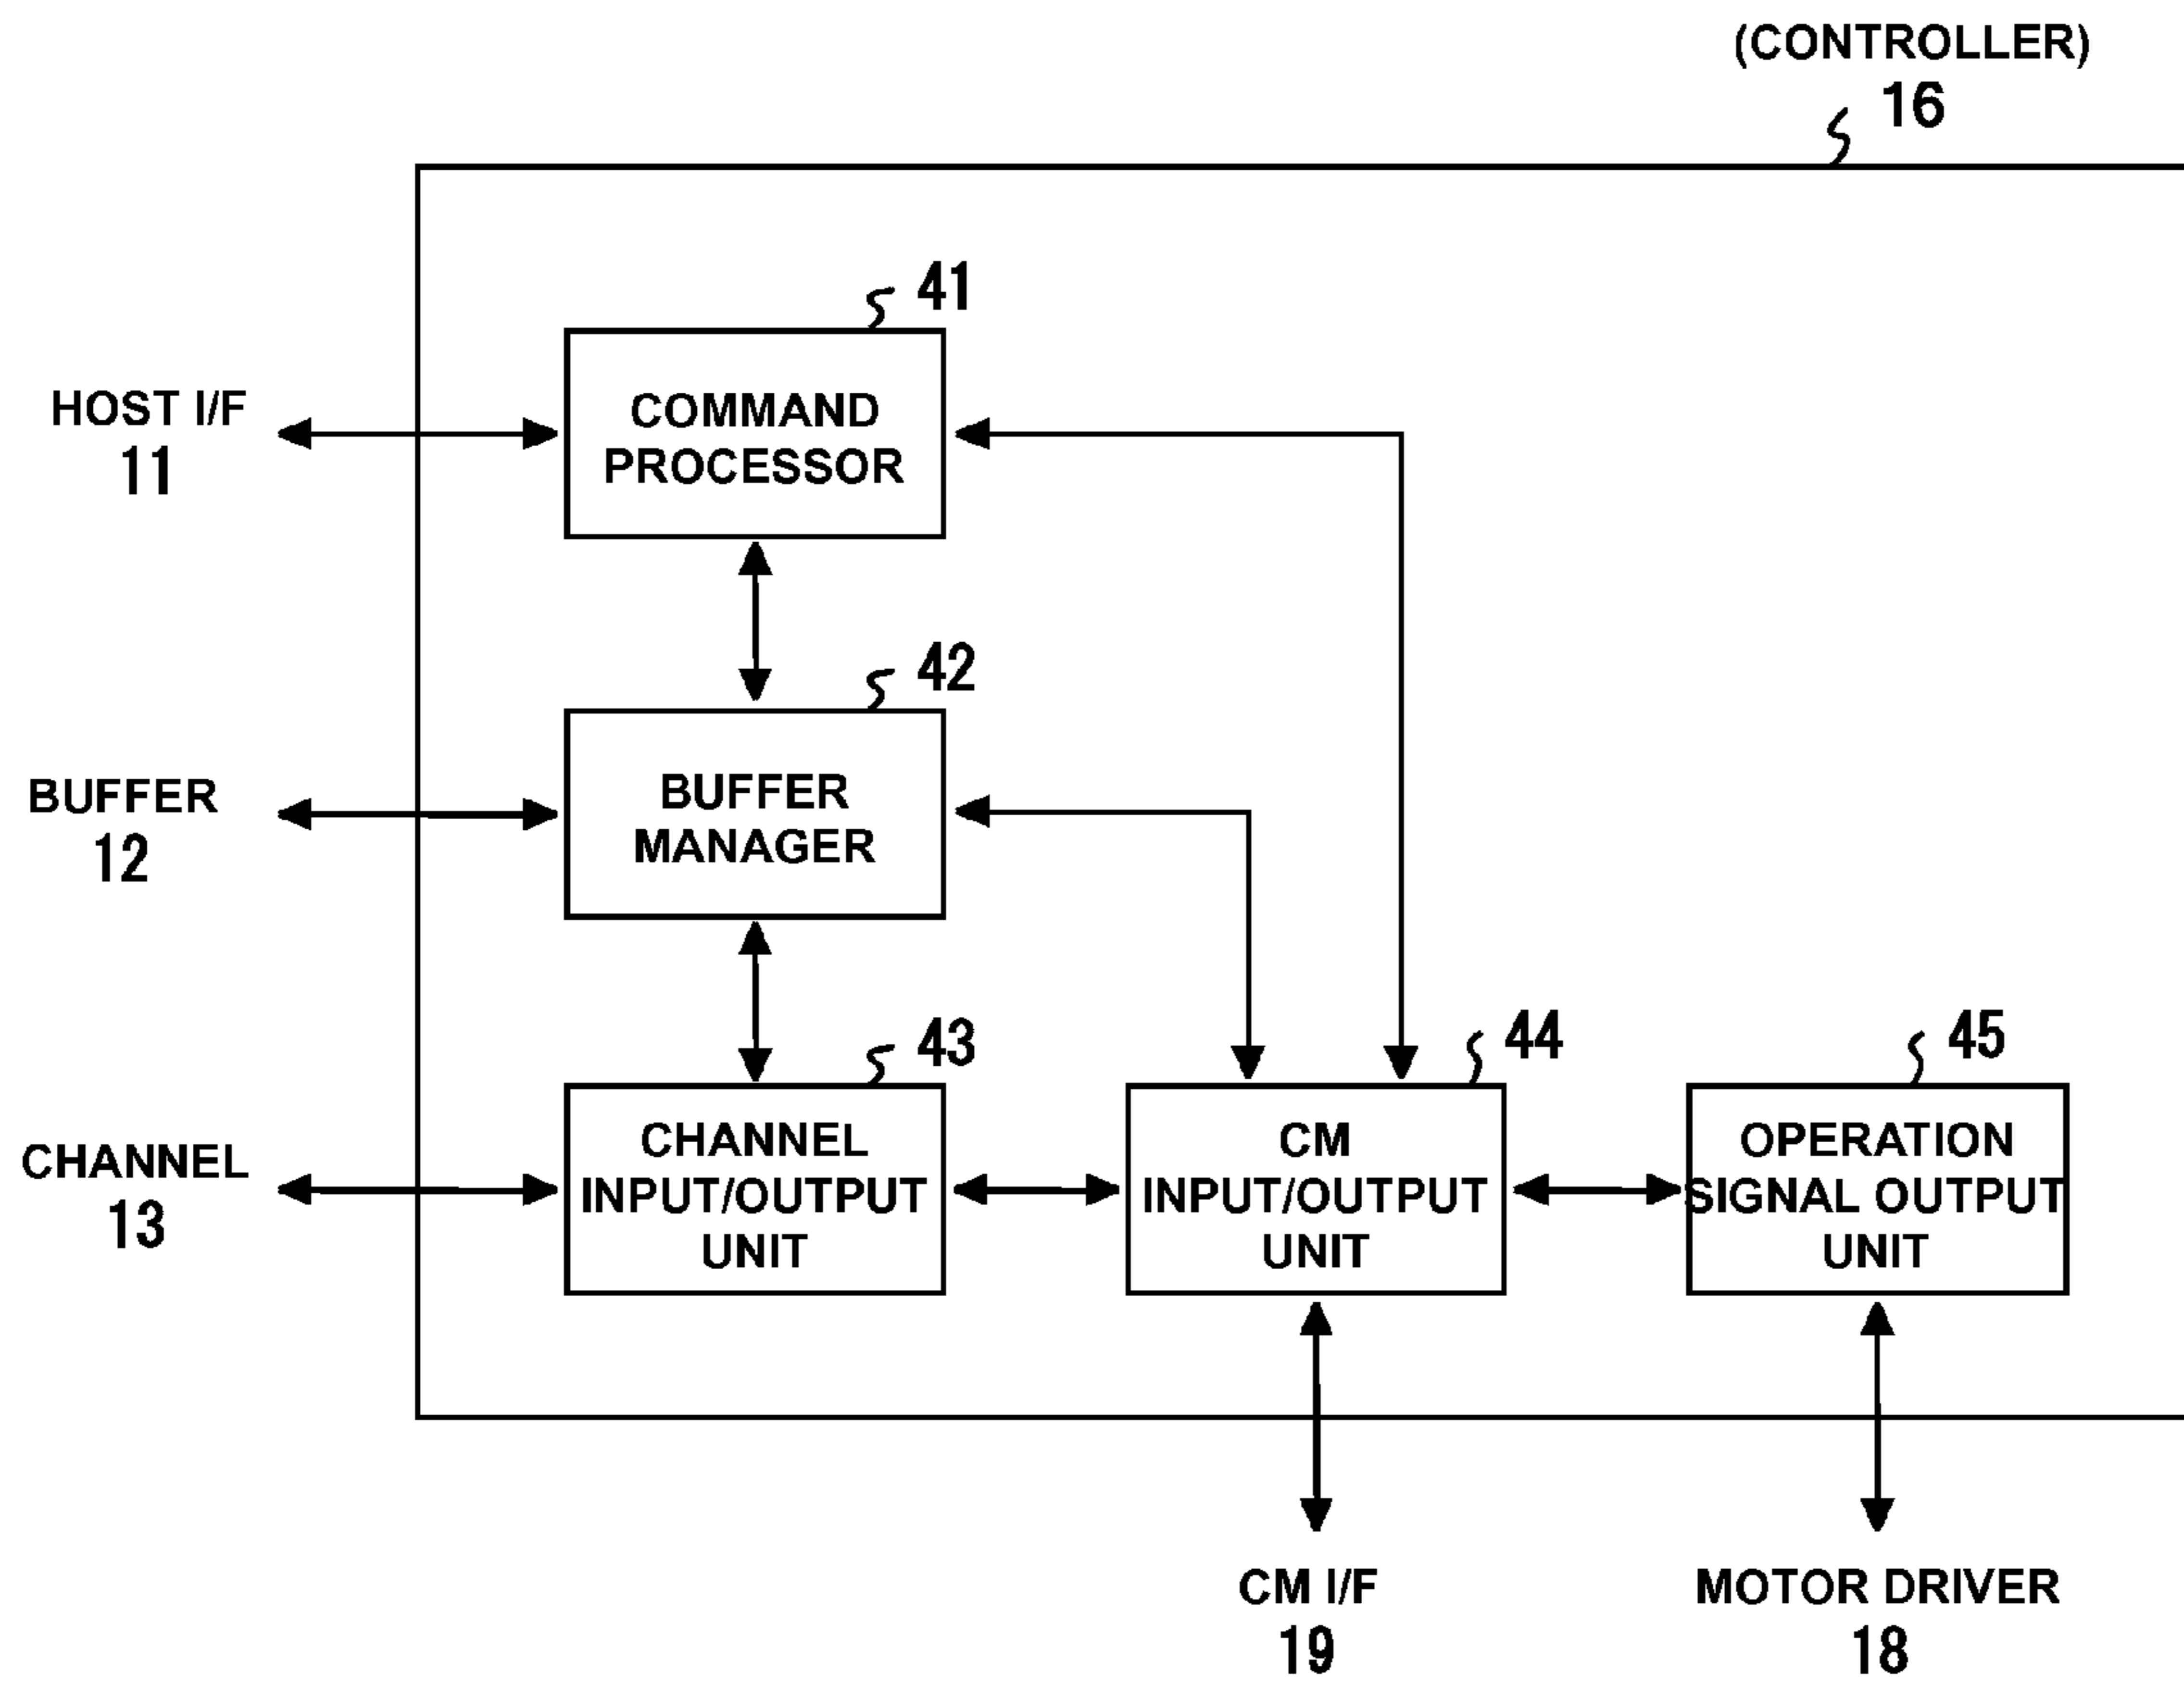 (CONTROLLER)
16
41
COMMAND
PROCESSOR
HOST I/F
11
42
BUFFER
MANAGER
BUFFER
12
43
CHANNEL
INPUT/OUTPUT
UNIT
CHANNEL
13
44
CM
INPUT/OUTPUT
UNIT
45
OPERATION
SIGNAL OUTPUT
UNIT
CM I/F
19
MOTOR DRIVER
18